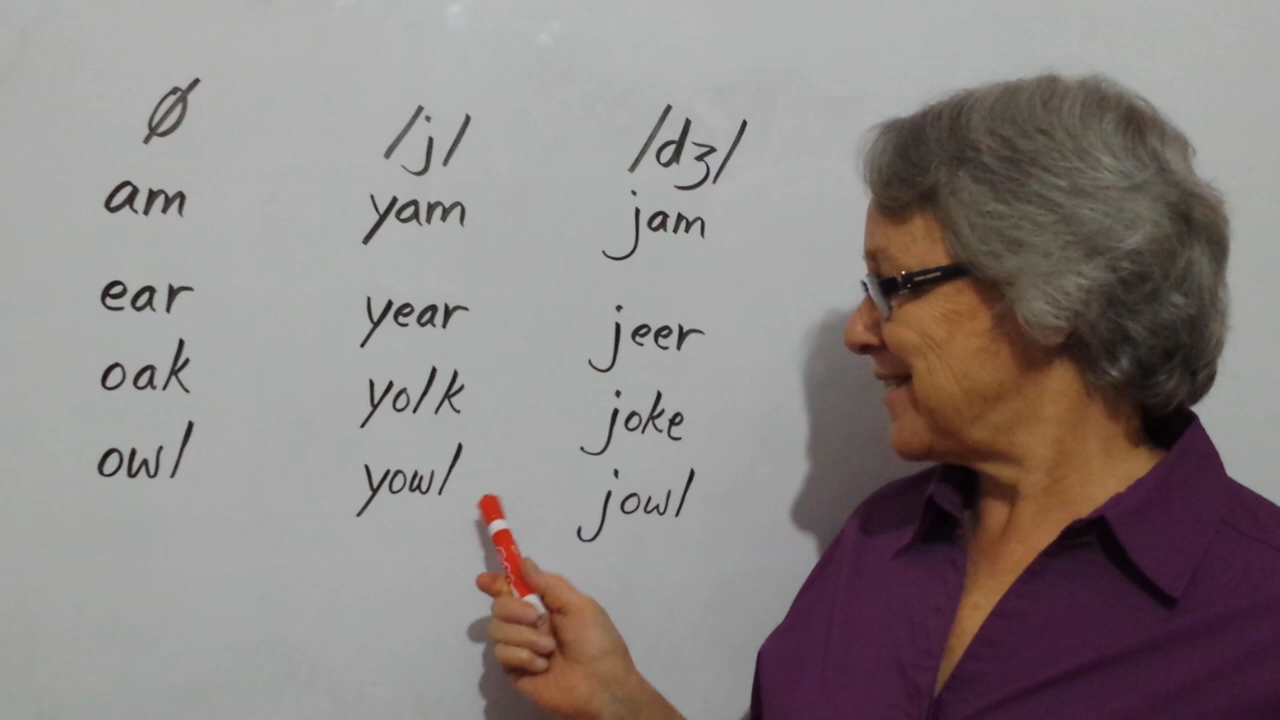 Ø /j/ /dʒ/
am yam jam
ear year jeer
oak yolk joke
owl yowl jowl